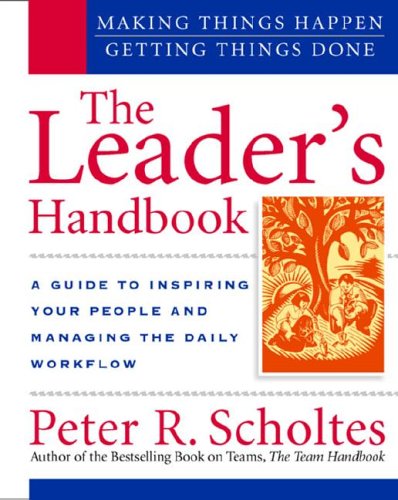 MAKING THINGS HAPPEN
GETTING THINGS DONE
The
Leader's
Handbook
A GUIDE TO INSPIRING
YOUR PEOPLE AND
MANAGING THE DAILY
WORKFLOW
Peter R. Scholtes
Author of the Bestselling Book on Teams, The Team Handbook